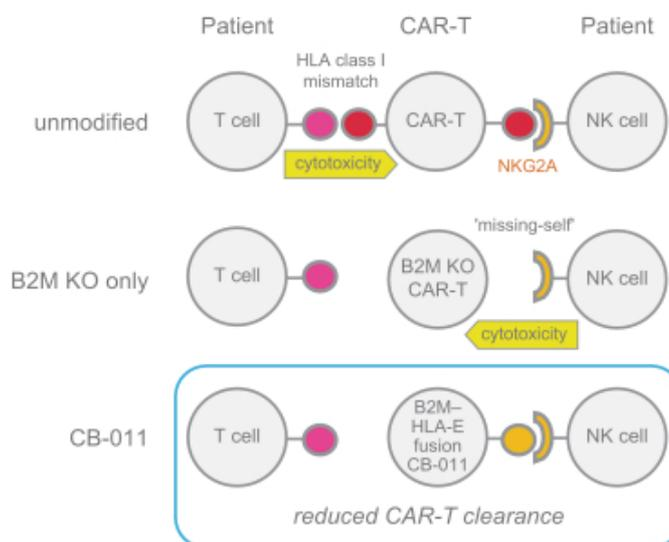 Patient CAR-T Patient
HLA class I
mismatch
unmodified
T cell
CAR-T
NK cell
cytotoxicity
NKG2A
'missing-self'
B2M KO only
T cell
B2M KO
CAR-T
NK cell
cytotoxicity
CB-011
T cell
B2M–
HLA-E
fusion
CB-011
NK cell
reduced CAR-T clearance